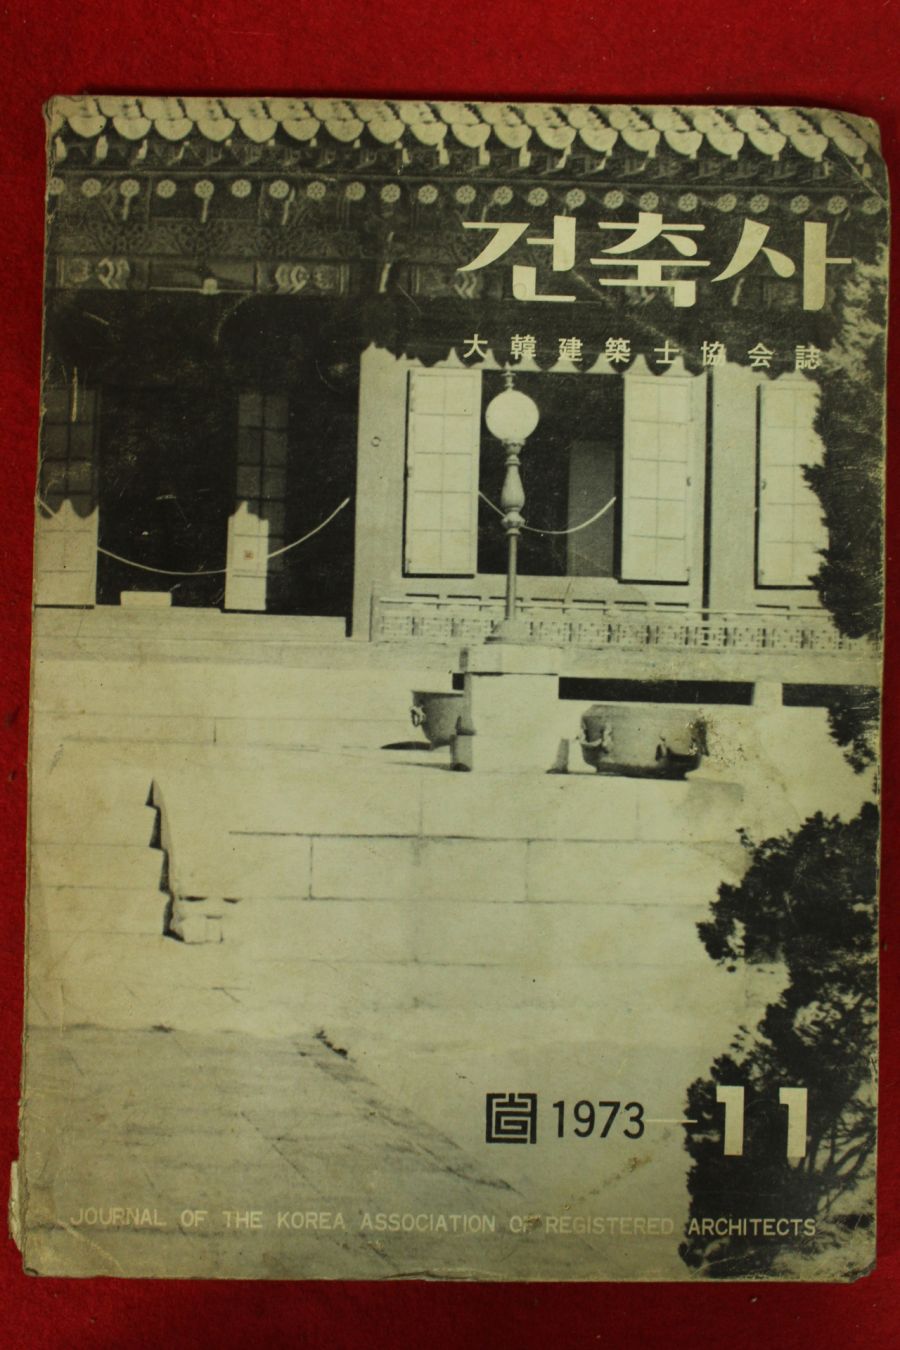 건축사
大韓建築士協会誌
1973—11
JOURNAL OF THE KOREA ASSOCIATION OF REGISTERED ARCHITECTS